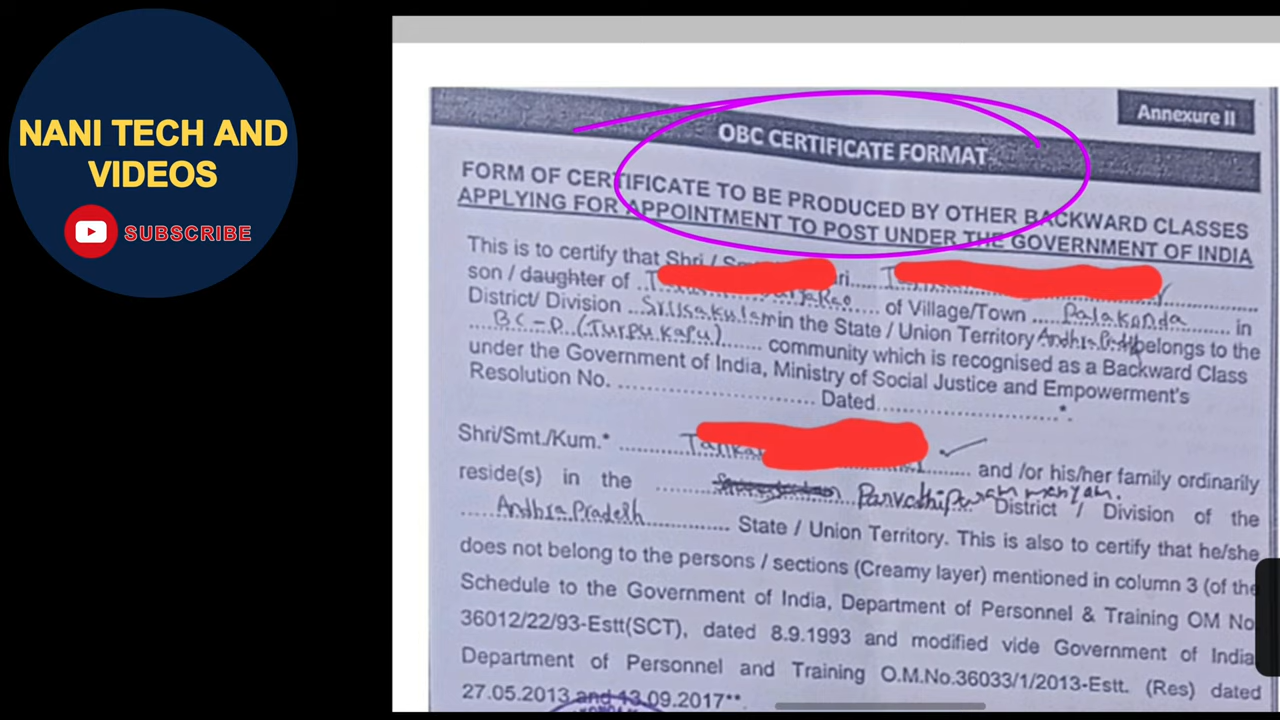 NANI TECH AND
VIDEOS
SUBSCRIBE
Annexure II
OBC CERTIFICATE FORMAT
FORM OF CERTIFICATE TO BE PRODUCED BY OTHER BACKWARD CLASSES
APPLYING FOR APPOINTMENT TO POST UNDER THE GOVERNMENT OF INDIA
This is to certify that Shri /
son / daughter of of Village/Town Palakonda in
District/ Division in the State / Union Territory Andhra belongs to the
BC-D (Turpu kapu) community which is recognised as a Backward Class
under the Government of India, Ministry of Social Justice and Empowerment's
Resolution No. ........................ Dated......................*.
Shri/Smt./Kum.* and /or his/her family ordinarily
reside(s) in the Parvathipuram manyam. District / Division of the
Andhra Pradesh State / Union Territory. This is also to certify that he/she
does not belong to the persons / sections (Creamy layer) mentioned in column 3 (of the
Schedule to the Government of India, Department of Personnel & Training OM No
36012/22/93-Estt(SCT), dated 8.9.1993 and modified vide Government of India
Department of Personnel and Training O.M.No.36033/1/2013-Estt. (Res) dated
27.05.2013 and 13.09.2017**